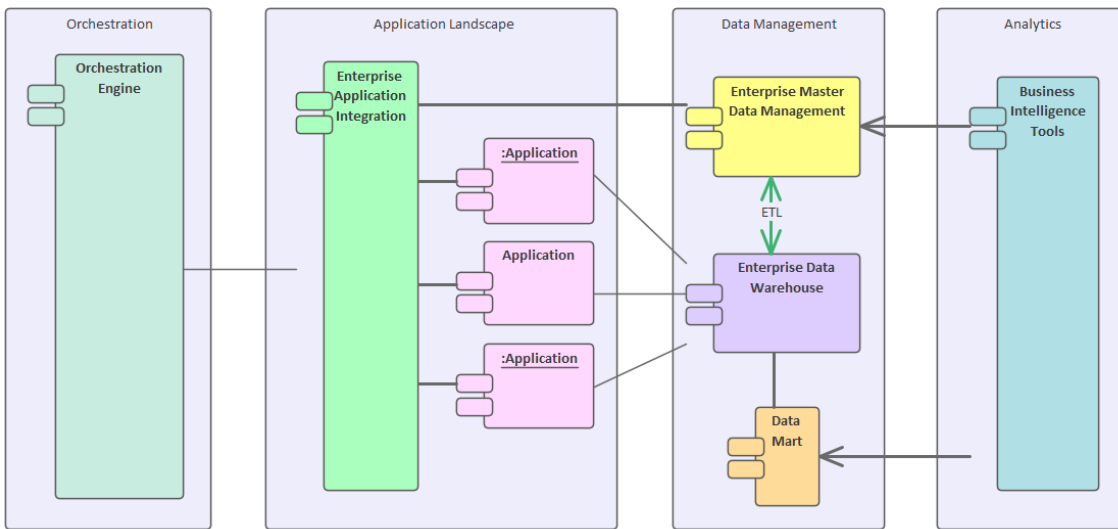 Orchestration
Orchestration
Engine
Application Landscape
Enterprise
Application
Integration
:Application
Application
:Application
Data Management
Enterprise Master
Data Management
ETL
Enterprise Data
Warehouse
Data
Mart
Analytics
Business
Intelligence
Tools